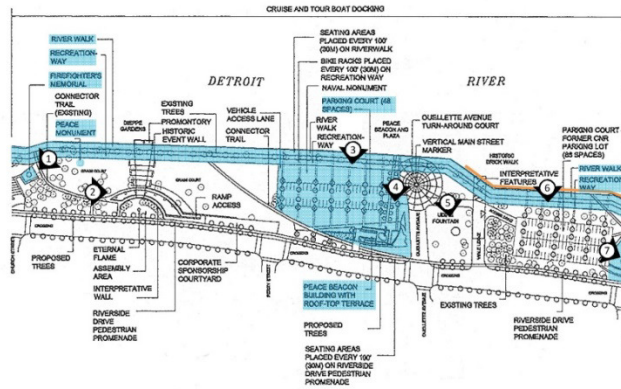 CRUISE AND TOUR BOAT DOCKING
RIVER WALK
RECREATION-
WAY
FIREFIGHTER'S
MEMORIAL
CONNECTOR
TRAIL
(EXISTING)
PEACE
MONUMENT
DETROIT
RIVER
DIEPPE
GARDENS
EXISTING
TREES
PROMONTORY
HISTORIC
EVENT WALL
VEHICLE
ACCESS LANE
CONNECTOR
TRAIL
SEATING AREAS
PLACED EVERY 100'
(30M) ON RIVERWALK
BIKE RACKS PLACED
EVERY 100' (30M) ON
RECREATION WAY
NAVAL MONUMENT
PARKING COURT (48
SPACES)
RIVER
WALK
RECREATION-
WAY
PEACE
BEACON AND
PLAZA
OUELLETTE AVENUE
TURN-AROUND COURT
VERTICAL MAIN STREET
MARKER
HISTORIC
BRICK WALK
INTERPRETATIVE
FEATURES
PARKING COURT
FORMER CNR
PARKING LOT
(85 SPACES)
RIVER WALK
RECREATION-
WAY
1
2
3
4
5
6
7
RAMP
ACCESS
FOUNTAIN
PROPOSED
TREES
ETERNAL
FLAME
ASSEMBLY
AREA
INTERPRETATIVE
WALL
RIVERSIDE
DRIVE
PEDESTRIAN
PROMENADE
CORPORATE
SPONSORSHIP
COURTYARD
FERRY STREET
PEACE BEACON
BUILDING WITH
ROOF-TOP TERRACE
PROPOSED
TREES
SEATING AREAS
PLACED EVERY 100'
(30M) ON RIVERSIDE
DRIVE PEDESTRIAN
PROMENADE
OUELLETTE AVENUE
EXISTING TREES
RIVERSIDE DRIVE
PEDESTRIAN
PROMENADE